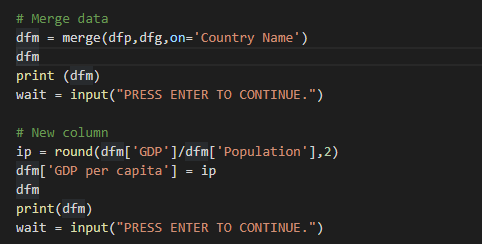 # Merge data
dfm = merge(dfp,dfg,on='Country Name')
dfm
print (dfm)
wait = input("PRESS ENTER TO CONTINUE.")

# New column
ip = round(dfm['GDP']/dfm['Population'],2)
dfm['GDP per capita'] = ip
dfm
print(dfm)
wait = input("PRESS ENTER TO CONTINUE.")